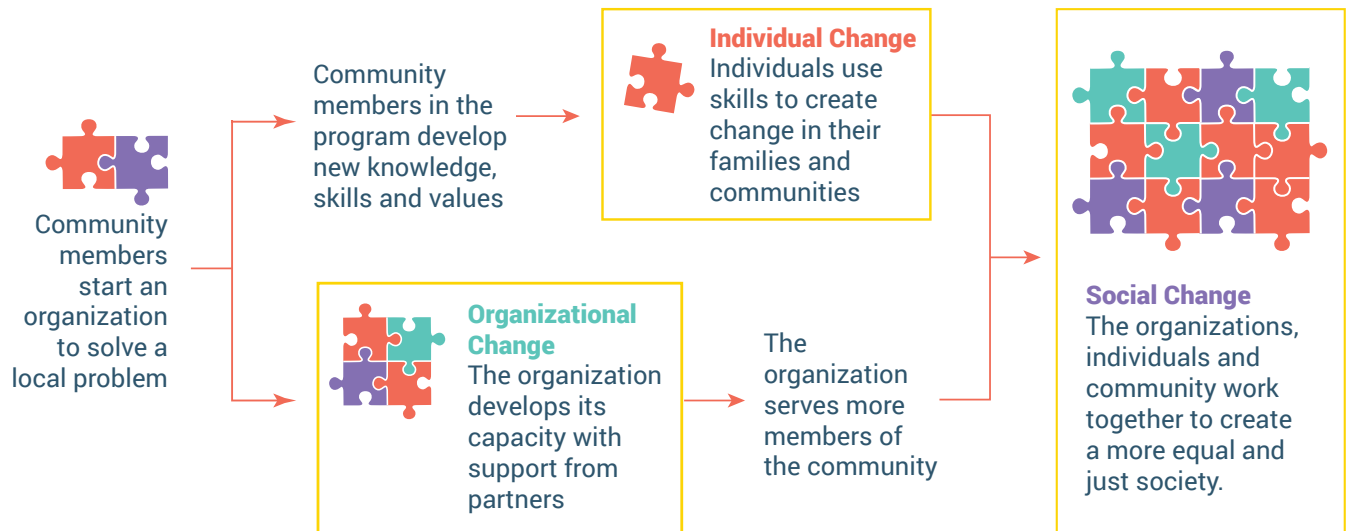 Community
members
start an
organization
to solve a
local problem
Community
members in the
program develop
new knowledge,
skills and values
Individual Change
Individuals use
skills to create
change in their
families and
communities
Organizational
Change
The organization
develops its
capacity with
support from
partners
The
organization
serves more
members of
the community
Social Change
The organizations,
individuals and
community work
together to create
a more equal and
just society.